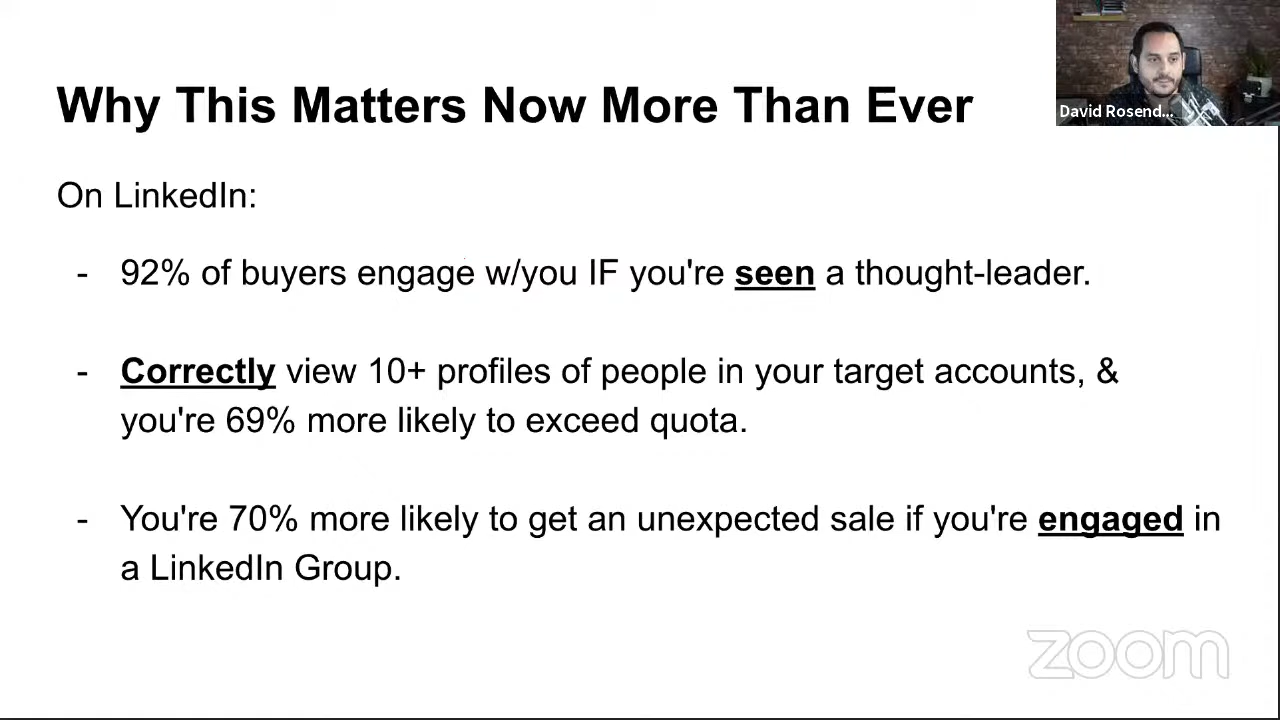 Why This Matters Now More Than Ever
David Rosend...
On LinkedIn:
- 92% of buyers engage w/you IF you're seen a thought-leader.
- Correctly view 10+ profiles of people in your target accounts, &
you're 69% more likely to exceed quota.
- You're 70% more likely to get an unexpected sale if you're engaged in
a LinkedIn Group.
zoom